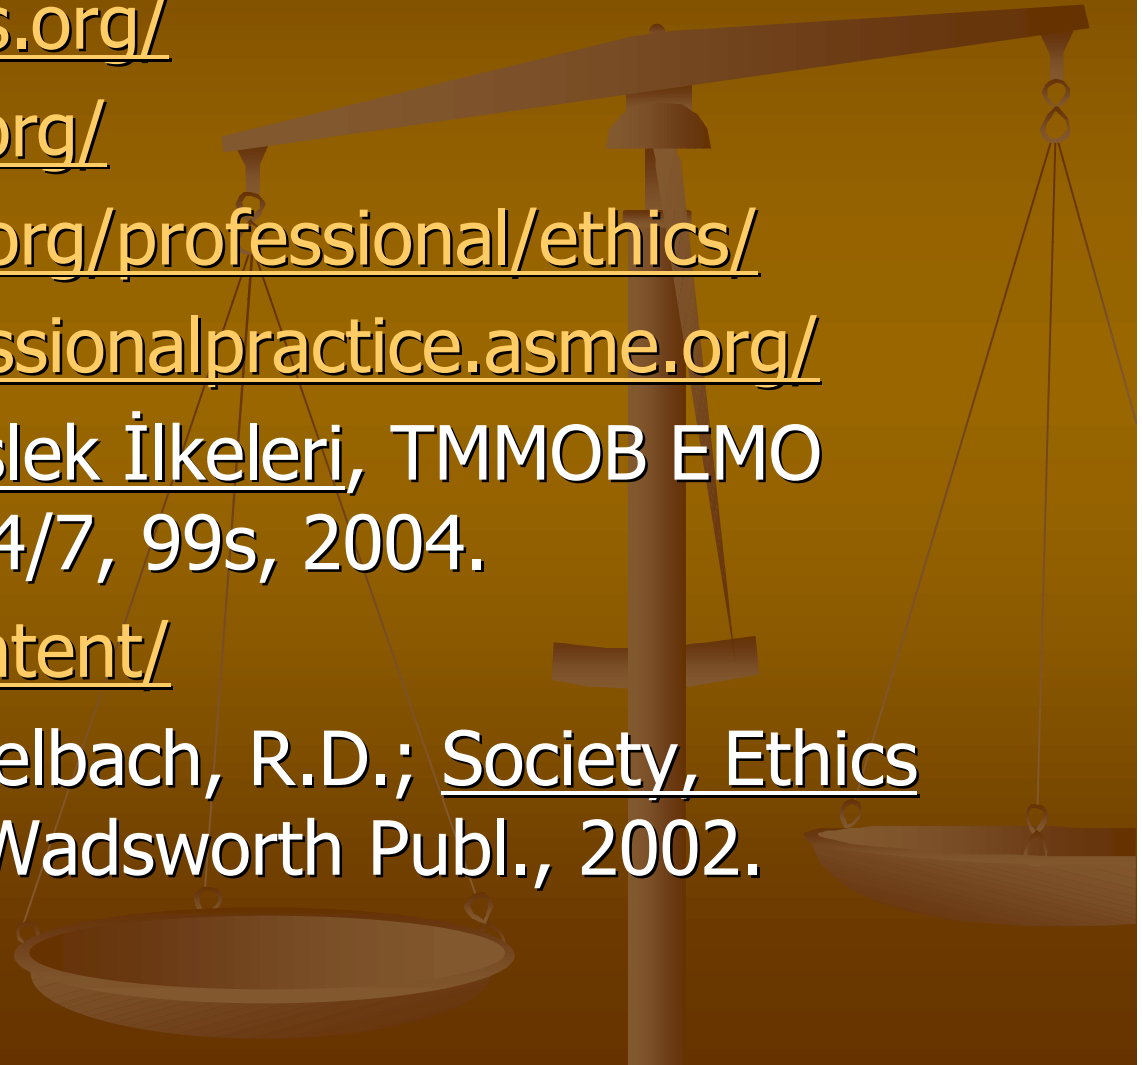 s.org/
org/
org/professional/ethics/
ssionalpractice.asme.org/
slek İlkeleri, TMMOB EMO
4/7, 99s, 2004.
ntent/
elbach, R.D.; Society, Ethics
Wadsworth Publ., 2002.